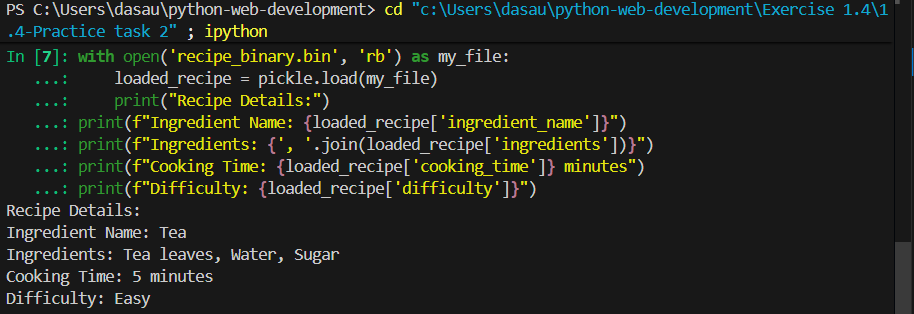 PS C:\Users\dasau\python-web-development> cd "c:\Users\dasau\python-web-development\Exercise 1.4\1
.4-Practice task 2" ; ipython
In [7]: with open('recipe_binary.bin', 'rb') as my_file:
   ...:     loaded_recipe = pickle.load(my_file)
   ...:     print("Recipe Details:")
   ...: print(f"Ingredient Name: {loaded_recipe['ingredient_name']}")
   ...: print(f"Ingredients: {', '.join(loaded_recipe['ingredients'])}")
   ...: print(f"Cooking Time: {loaded_recipe['cooking_time']} minutes")
   ...: print(f"Difficulty: {loaded_recipe['difficulty']}")
Recipe Details:
Ingredient Name: Tea
Ingredients: Tea leaves, Water, Sugar
Cooking Time: 5 minutes
Difficulty: Easy